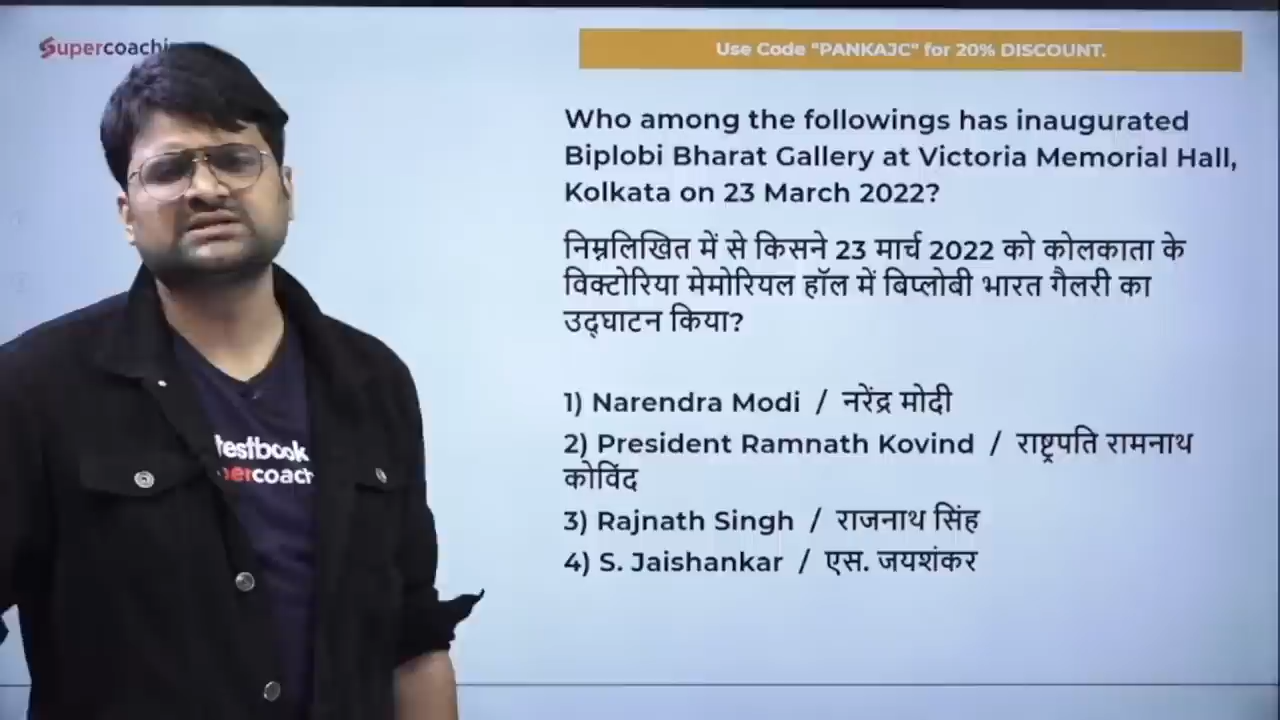 Supercoachi
Use Code "PANKAJC" for 20% DISCOUNT.
Who among the followings has inaugurated
Biplobi Bharat Gallery at Victoria Memorial Hall,
Kolkata on 23 March 2022?
निम्नलिखित में से किसने 23 मार्च 2022 को कोलकाता के
विक्टोरिया मेमोरियल हॉल में बिप्लोबी भारत गैलरी का
उद्घाटन किया?
1) Narendra Modi / नरेंद्र मोदी
2) President Ramnath Kovind / राष्ट्रपति रामनाथ
कोविंद
3) Rajnath Singh / राजनाथ सिंह
4) S. Jaishankar / एस. जयशंकर
testbook
ercoach